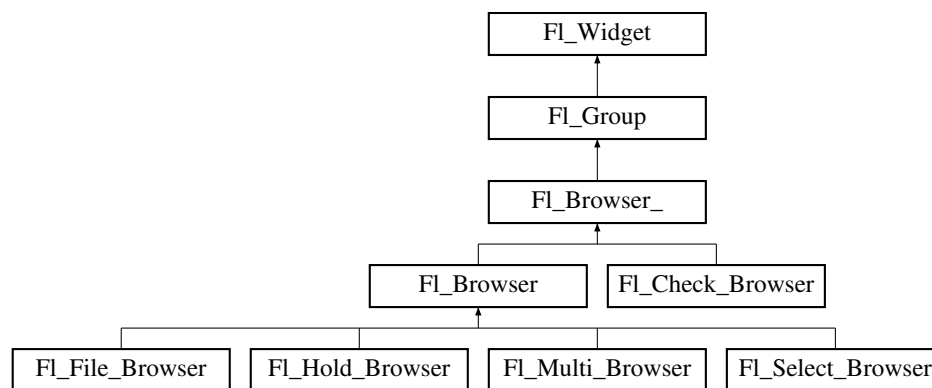 Fl_Widget
Fl_Group
Fl_Browser_
Fl_Browser
Fl_Check_Browser
Fl_File_Browser
Fl_Hold_Browser
Fl_Multi_Browser
Fl_Select_Browser